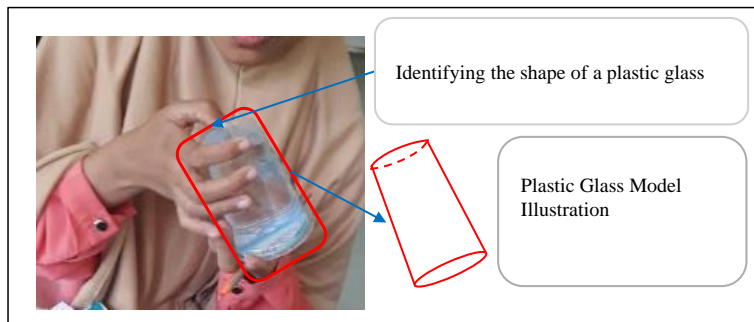 Identifying the shape of a plastic glass
Plastic Glass Model
Illustration